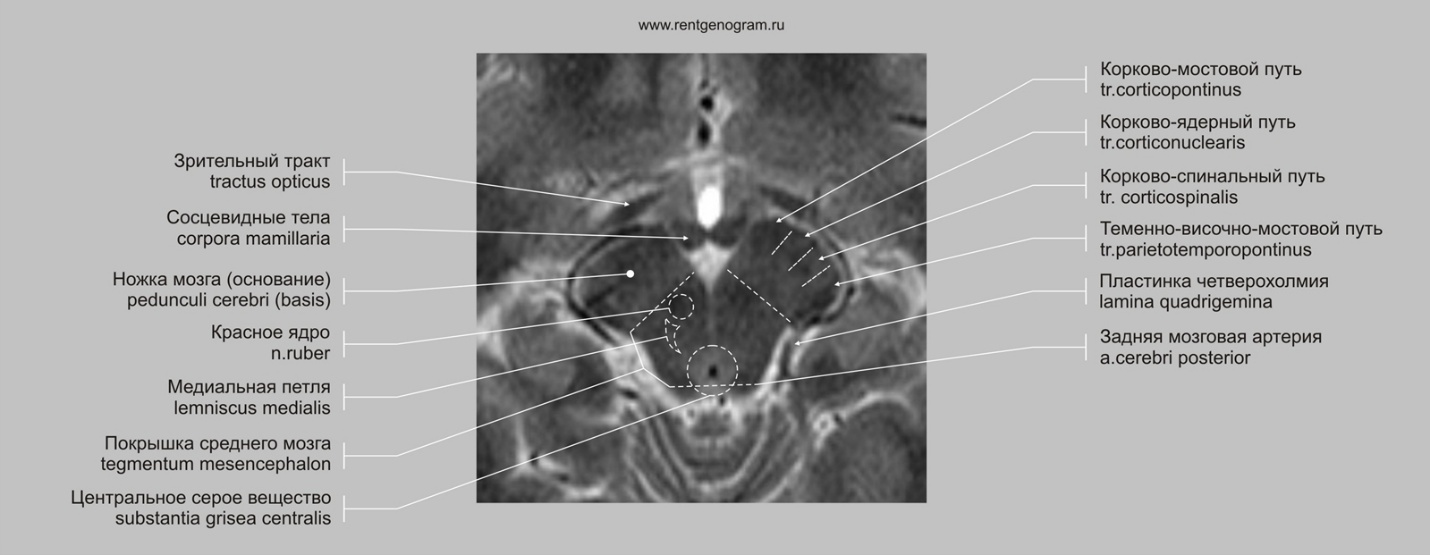 www.rentgenogram.ru
Зрительный тракт
tractus opticus
Сосцевидные тела
corpora mamillaria
Ножка мозга (основание)
pedunculi cerebri (basis)
Красное ядро
n.ruber
Медиальная петля
lemniscus medialis
Покрышка среднего мозга
tegmentum mesencephalon
Центральное серое вещество
substantia grisea centralis
Корково-мостовой путь
tr.corticopontinus
Корково-ядерный путь
tr.corticonuclearis
Корково-спинальный путь
tr. corticospinalis
Теменно-височно-мостовой путь
tr.parietotemporopontinus
Пластинка четверохолмия
lamina quadrigemina
Задняя мозговая артерия
a.cerebri posterior